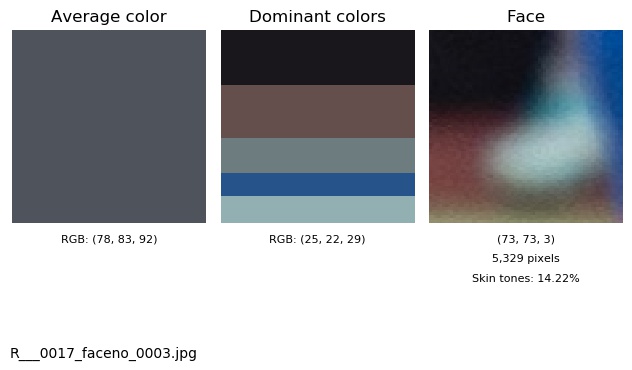 Average color
Dominant colors
Face
RGB: (78, 83, 92)
RGB: (25, 22, 29)
(73, 73, 3)
5,329 pixels
Skin tones: 14.22%
R___0017_faceno_0003.jpg